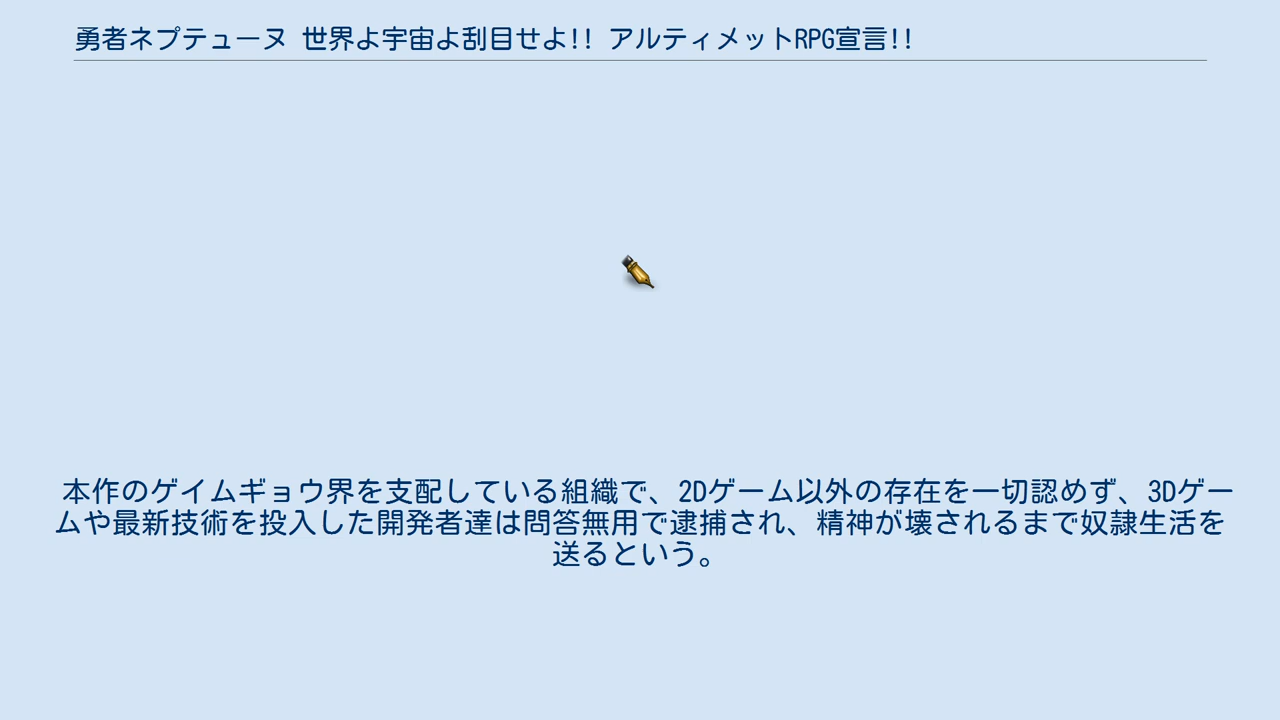 勇者ネプテューヌ 世界よ宇宙よ刮目せよ!! アルティメットRPG宣言!!
本作のゲイムギョウ界を支配している組織で、2Dゲーム以外の存在を一切認めず、3Dゲー
ムや最新技術を投入した開発者達は問答無用で逮捕され、精神が壊されるまで奴隷生活を
送るという。